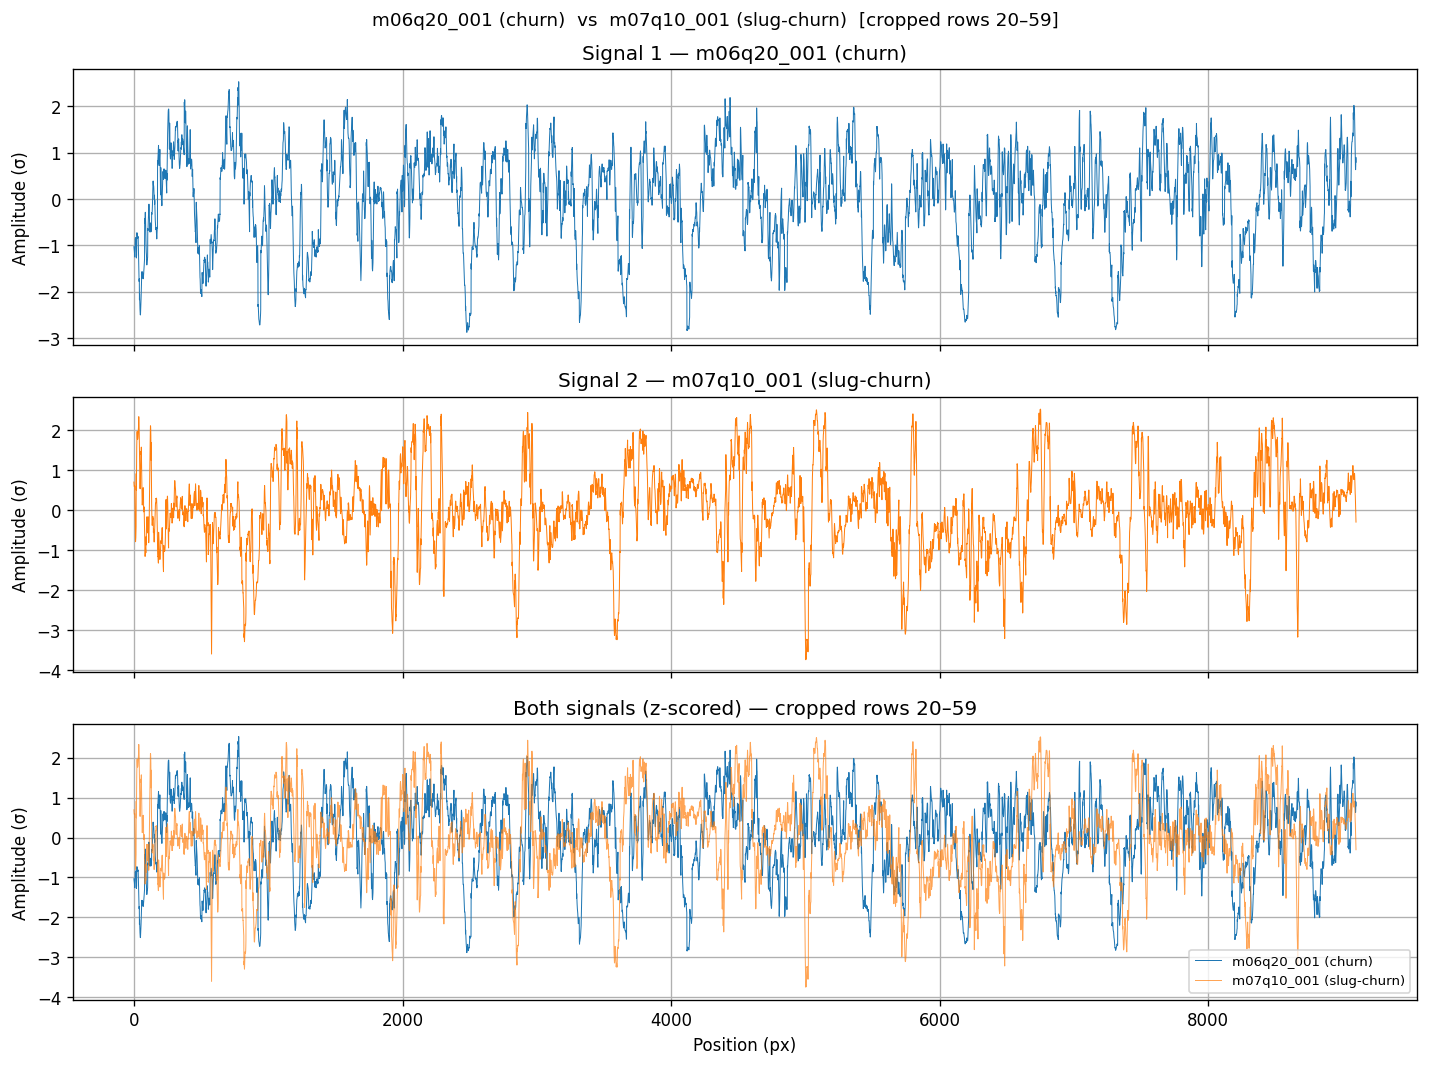 m06q20_001 (churn)  vs  m07q10_001 (slug-churn)  [cropped rows 20–59]
Signal 1 — m06q20_001 (churn)
Amplitude (σ)
2
1
0
−1
−2
−3
Signal 2 — m07q10_001 (slug-churn)
Amplitude (σ)
2
1
0
−1
−2
−3
−4
Both signals (z-scored) — cropped rows 20–59
Amplitude (σ)
2
1
0
−1
−2
−3
−4
m06q20_001 (churn)
m07q10_001 (slug-churn)
0 2000 4000 6000 8000
Position (px)